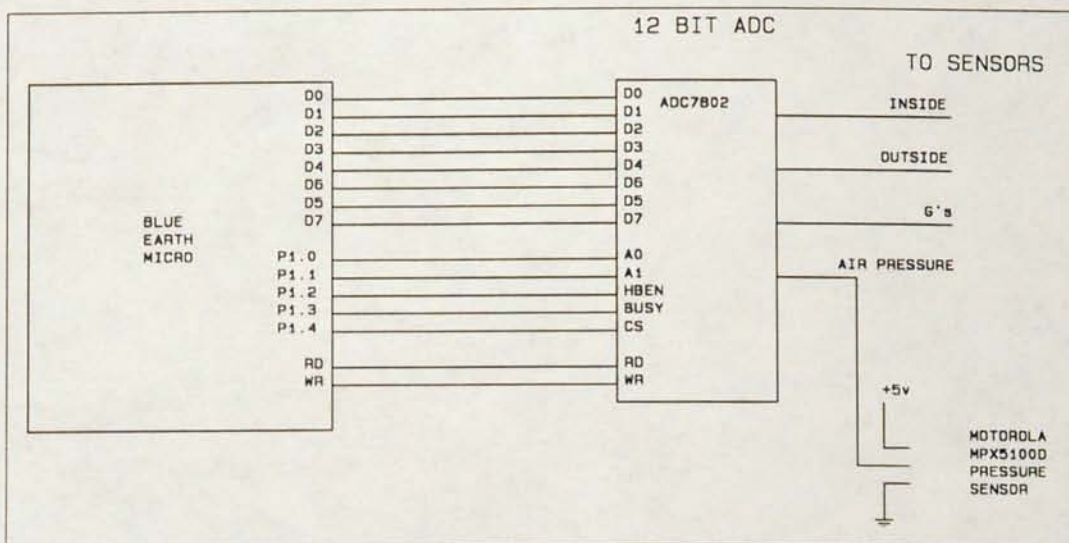 12 BIT ADC
TO SENSORS
BLUE
EARTH
MICRO
D0
D1
D2
D3
D4
D6
D5
D7
P1.0
P1.1
P1.2
P1.3
P1.4
RD
WR
D0
D1
D2
D3
D4
D6
D5
D7
A0
A1
HBEN
BUSY
CS
RD
WR
ADC7802
INSIDE
OUTSIDE
G's
AIR PRESSURE
+5v
MOTOROLA
MPX5100D
PRESSURE
SENSOR